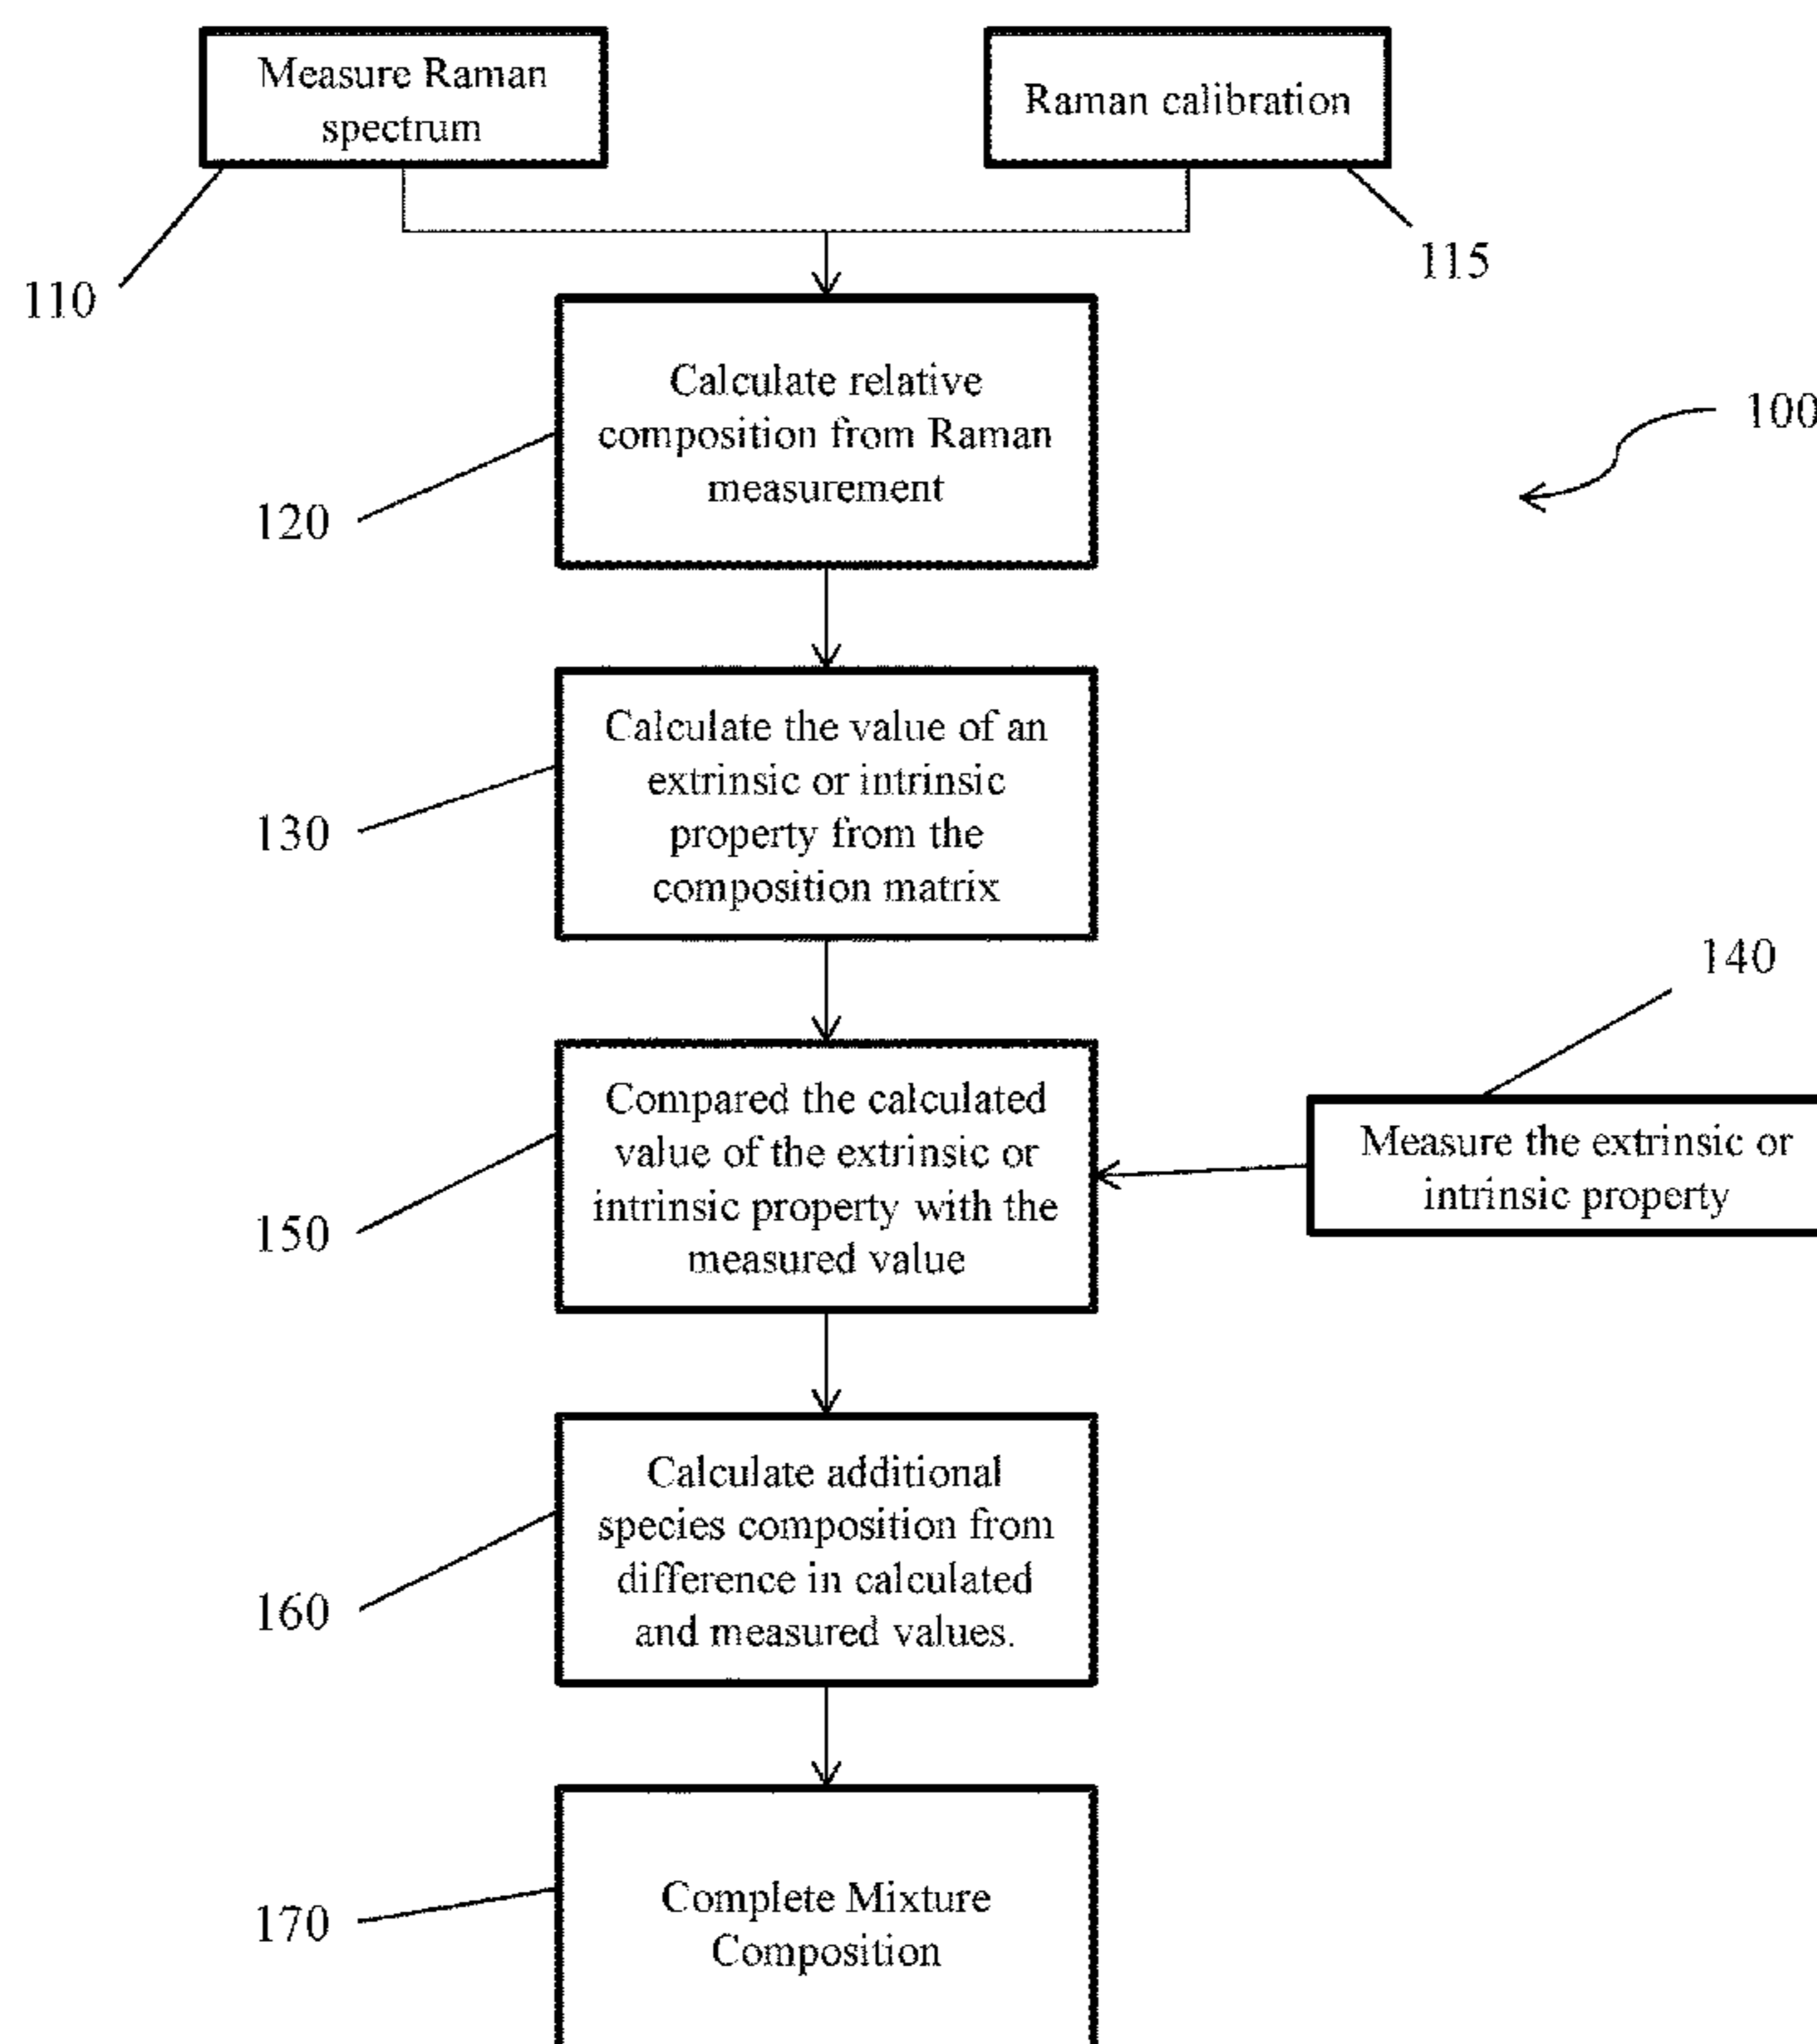 Measure Raman
spectrum
Raman calibration
110
115
Calculate relative
composition from Raman
measurement
100
120
Calculate the value of an
extrinsic or intrinsic
property from the
composition matrix
130
140
Compared the calculated
value of the extrinsic or
intrinsic property with the
measured value
Measure the extrinsic or
intrinsic property
150
Calculate additional
species composition from
difference in calculated
and measured values.
160
Complete Mixture
Composition
170